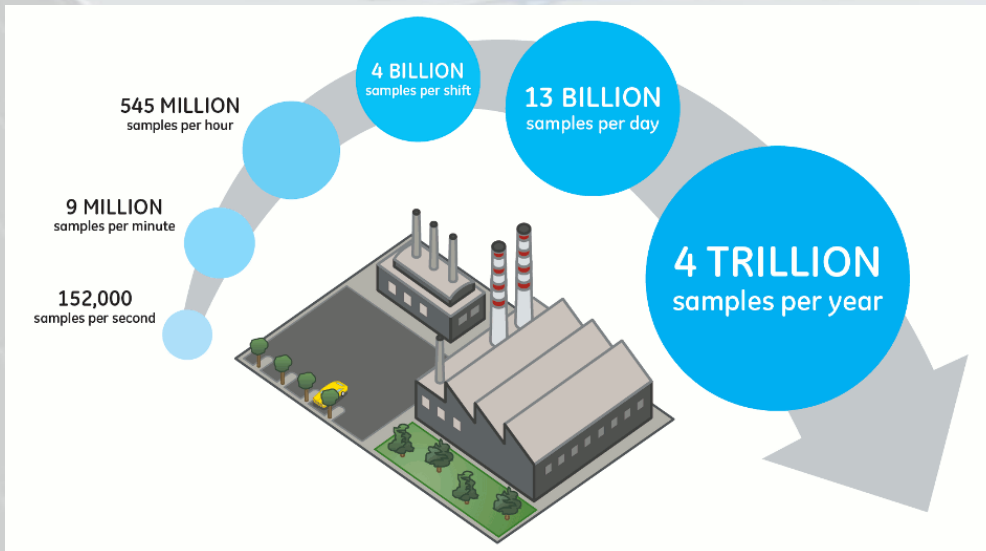 152,000
samples per second
9 MILLION
samples per minute
545 MILLION
samples per hour
4 BILLION
samples per shift
13 BILLION
samples per day
4 TRILLION
samples per year